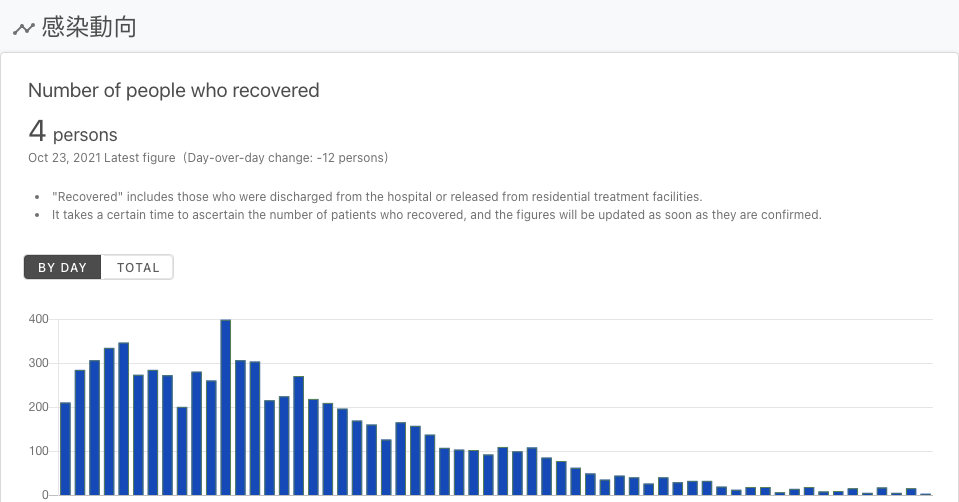 感染動向
Number of people who recovered
4 persons
Oct 23, 2021 Latest figure (Day-over-day change: -12 persons)
• "Recovered" includes those who were discharged from the hospital or released from residential treatment facilities.
• It takes a certain time to ascertain the number of patients who recovered, and the figures will be updated as soon as they are confirmed.
BY DAY TOTAL
400
300
200
100
0